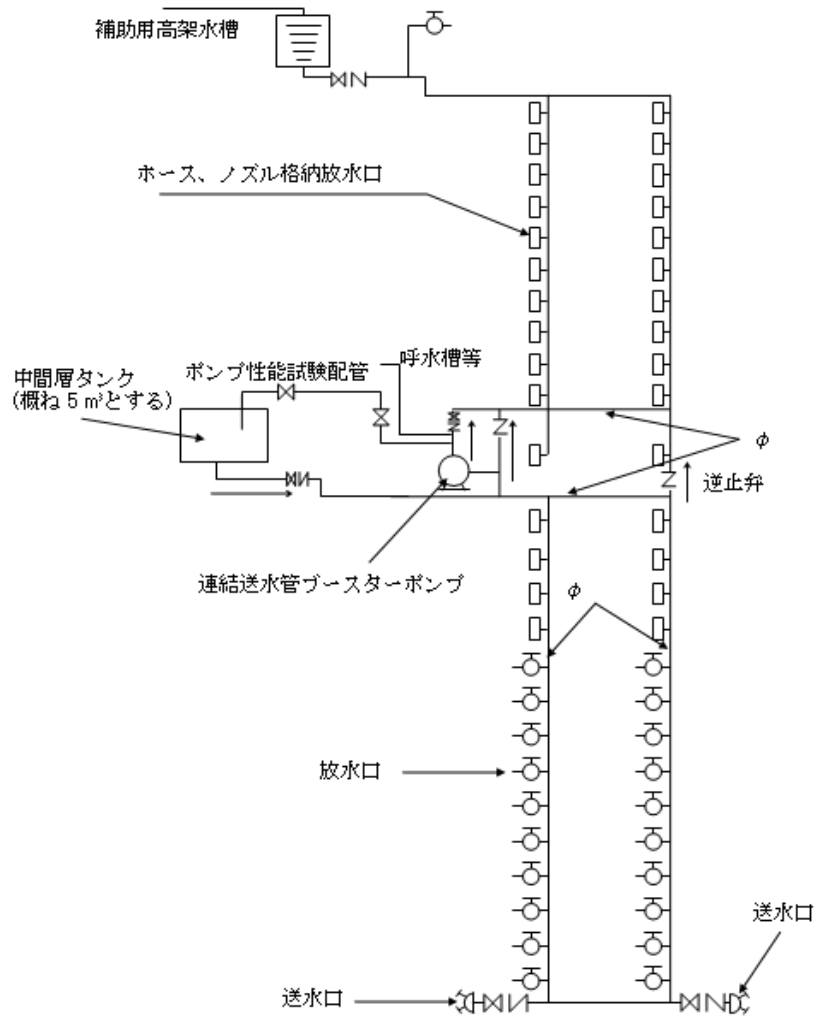 補助用高架水槽
ホース、ノズル格納放水口
呼水槽等
ポンプ性能試験配管
中間層タンク
(概ね5㎥とする)
φ
逆止弁
連結送水管ブースターポンプ
φ
放水口
送水口
送水口